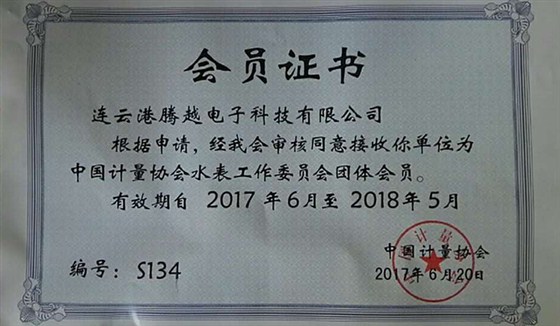 会员证书
连云港腾越电子科技有限公司
根据申请,经我会审核同意接收你单位为
中国计量协会水表工作委员会团体会员。
有效期自 2017 年 6月至 2018年 5月
中国计量协会
2017年6月20日
编号: S134